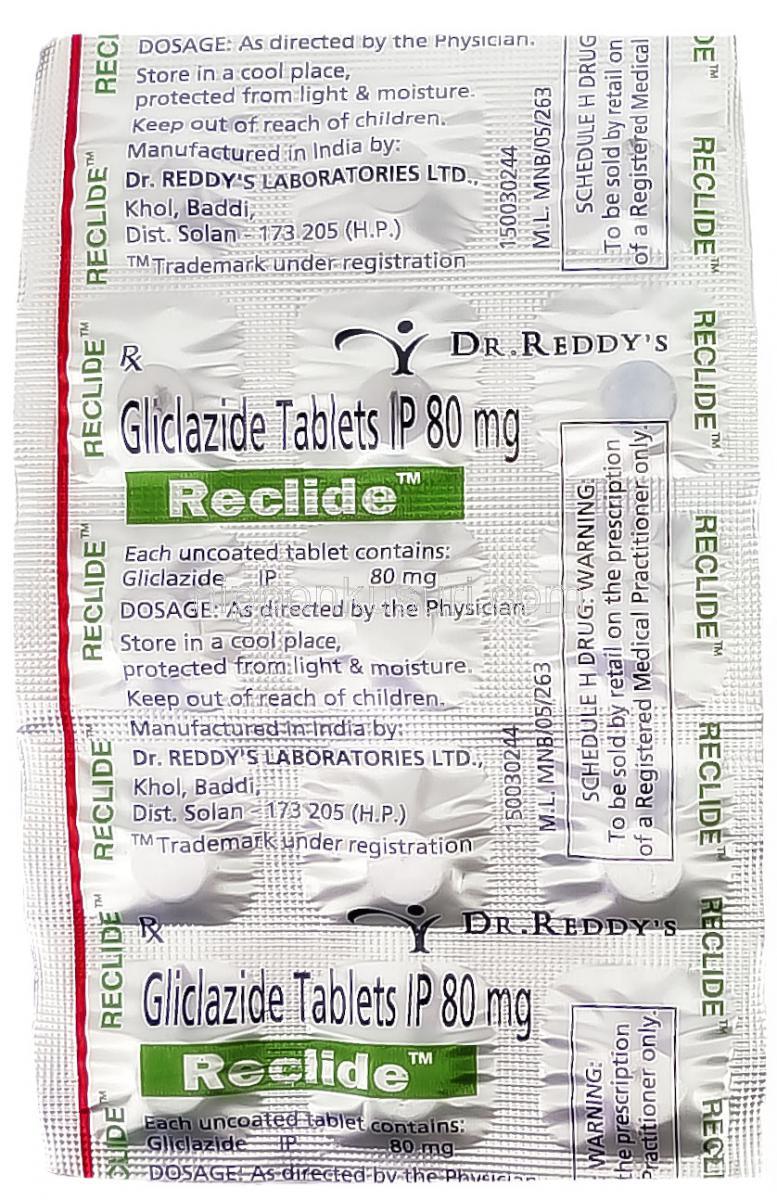 DOSAGE: As directed by the Physician.
Store in a cool place,
protected from light & moisture.
Keep out of reach of children.
Manufactured in India by:
Dr. REDDY'S LABORATORIES LTD.,
Khol, Baddi,
Dist. Solan - 173 205 (H.P.)
™Trademark under registration
150030244
M.L. MNB/05/263
SCHEDULE H DRUG
To be sold by retail on
of a Registered Medical
RECLIDE™
RECLIDE™
RECLIDE™
RECLIDE™
RECLIDE™
℞
DR.REDDY'S
Gliclazide Tablets IP 80 mg
Reclide™
Each uncoated tablet contains:
Gliclazide IP 80 mg
DOSAGE: As directed by the Physician
Store in a cool place,
protected from light & moisture.
Keep out of reach of children.
Manufactured in India by:
Dr. REDDY'S LABORATORIES LTD.,
Khol, Baddi,
Dist. Solan - 173 205 (H.P.)
™Trademark under registration
150030244
M.L. MNB/05/263
SCHEDULE H DRUG: WARNING:
To be sold by retail on the prescription
of a Registered Medical Practitioner only.
RECLIDE™
RECLIDE™
RECLIDE™
RECLIDE™
RECLIDE™
℞
DR.REDDY'S
Gliclazide Tablets IP 80 mg
Reclide™
Each uncoated tablet contains:
Gliclazide IP 80 mg
DOSAGE: As directed by the Physician
WARNING:
the prescription
Practitioner only.